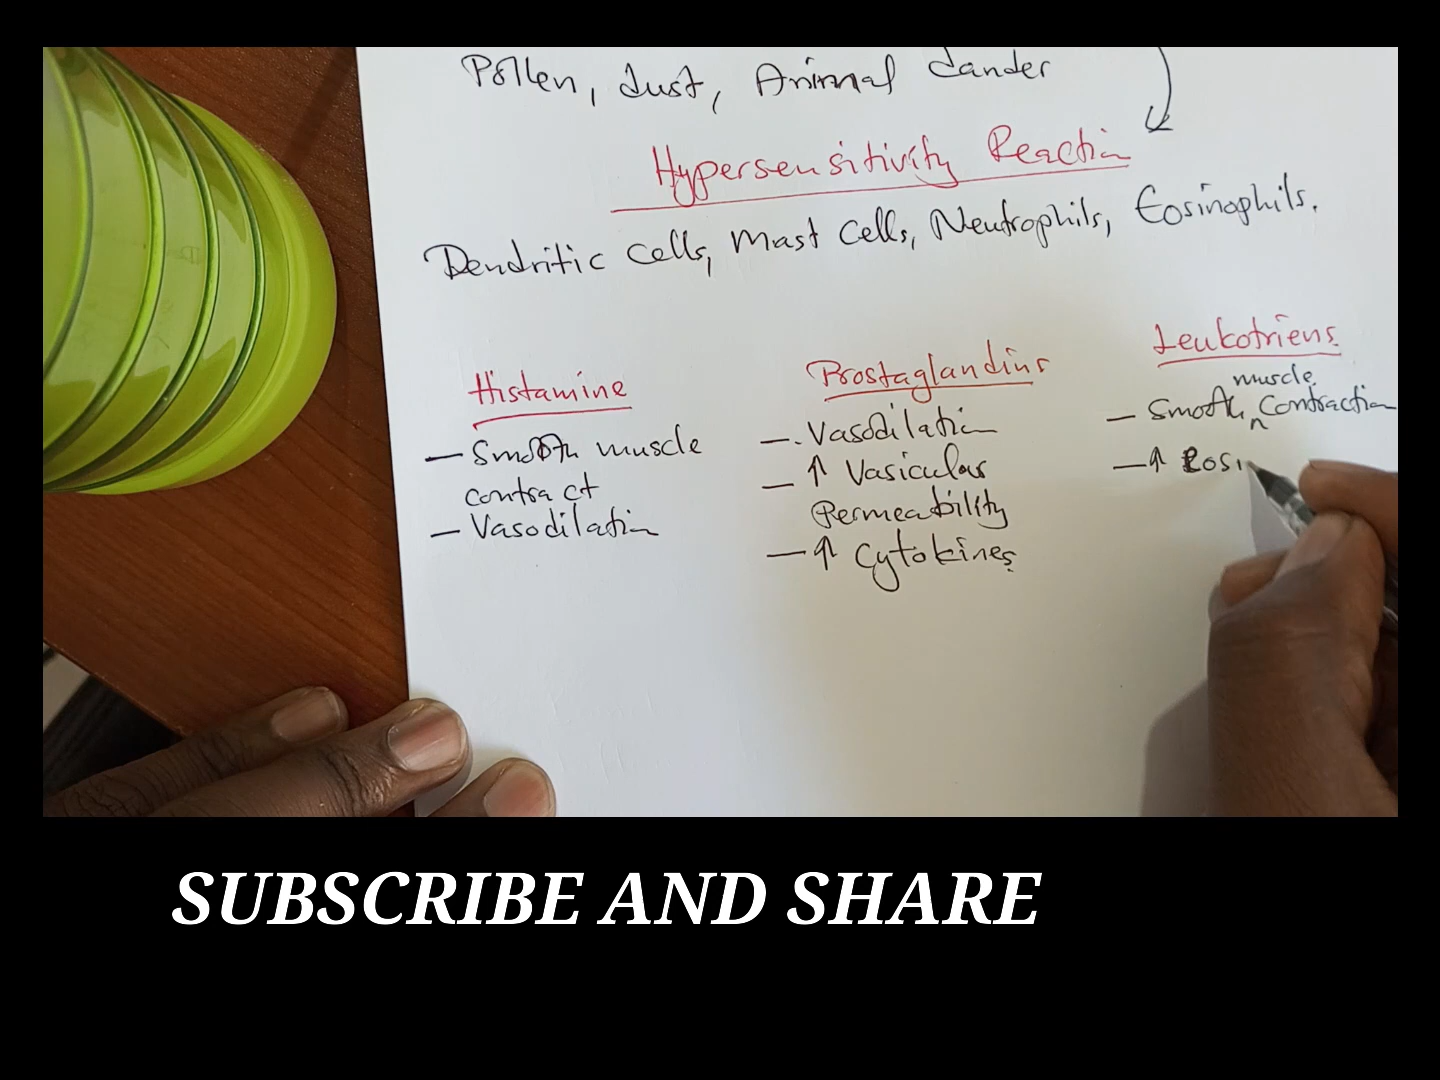 Pollen, dust, Animal dander
Hypersensitivity Reaction
Dendritic cells, Mast cells, Neutrophils, Eosinophils.
Histamine
— Smooth muscle
contract
— Vasodilation
Prostaglandins
— Vasodilation
— ↑ Vasicular
Permeability
— ↑ Cytokines
Leukotriens
— Smooth muscle Contraction
— ↑ Eosi
SUBSCRIBE AND SHARE